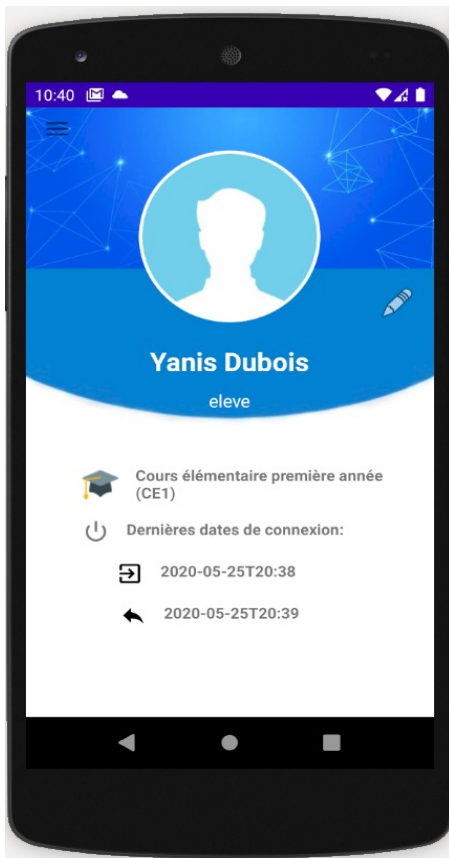 10:40
Yanis Dubois
eleve
Cours élémentaire première année
(CE1)
Dernières dates de connexion:
2020-05-25T20:38
2020-05-25T20:39